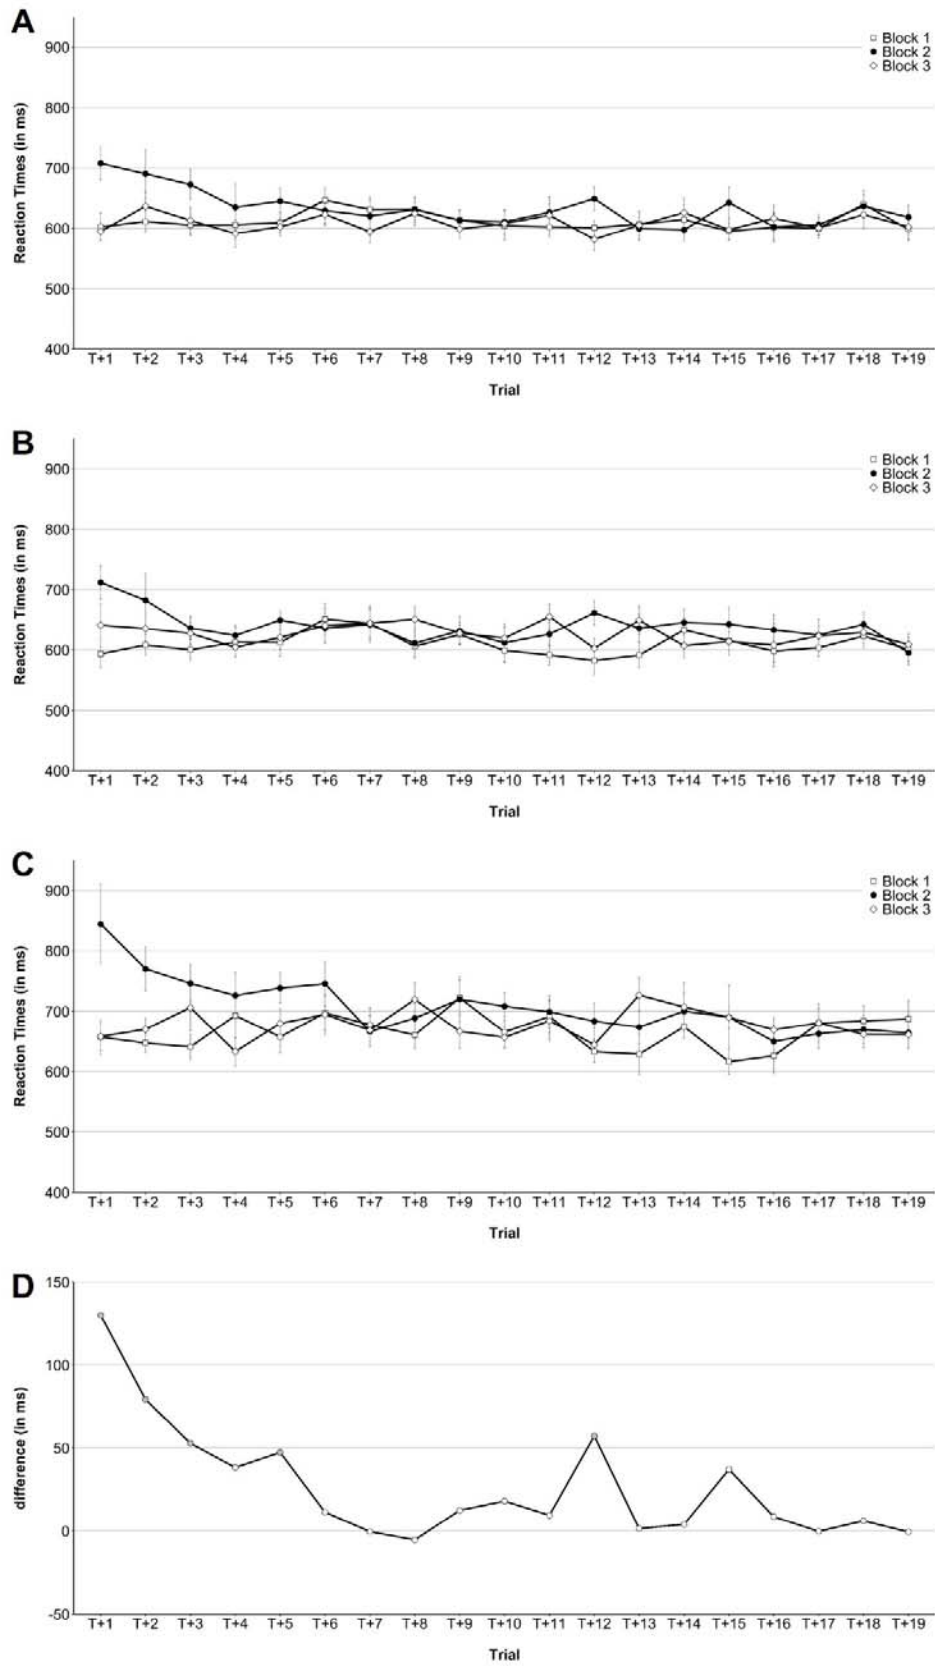 A
Block 1
Block 2
Block 3
900
800
700
600
500
400
Reaction Times (in ms)
T+1 T+2 T+3 T+4 T+5 T+6 T+7 T+8 T+9 T+10 T+11 T+12 T+13 T+14 T+15 T+16 T+17 T+18 T+19
Trial
B
Block 1
Block 2
Block 3
900
800
700
600
500
400
Reaction Times (in ms)
T+1 T+2 T+3 T+4 T+5 T+6 T+7 T+8 T+9 T+10 T+11 T+12 T+13 T+14 T+15 T+16 T+17 T+18 T+19
Trial
C
Block 1
Block 2
Block 3
900
800
700
600
500
400
Reaction Times (in ms)
T+1 T+2 T+3 T+4 T+5 T+6 T+7 T+8 T+9 T+10 T+11 T+12 T+13 T+14 T+15 T+16 T+17 T+18 T+19
Trial
D
150
100
50
0
-50
difference (in ms)
T+1 T+2 T+3 T+4 T+5 T+6 T+7 T+8 T+9 T+10 T+11 T+12 T+13 T+14 T+15 T+16 T+17 T+18 T+19
Trial